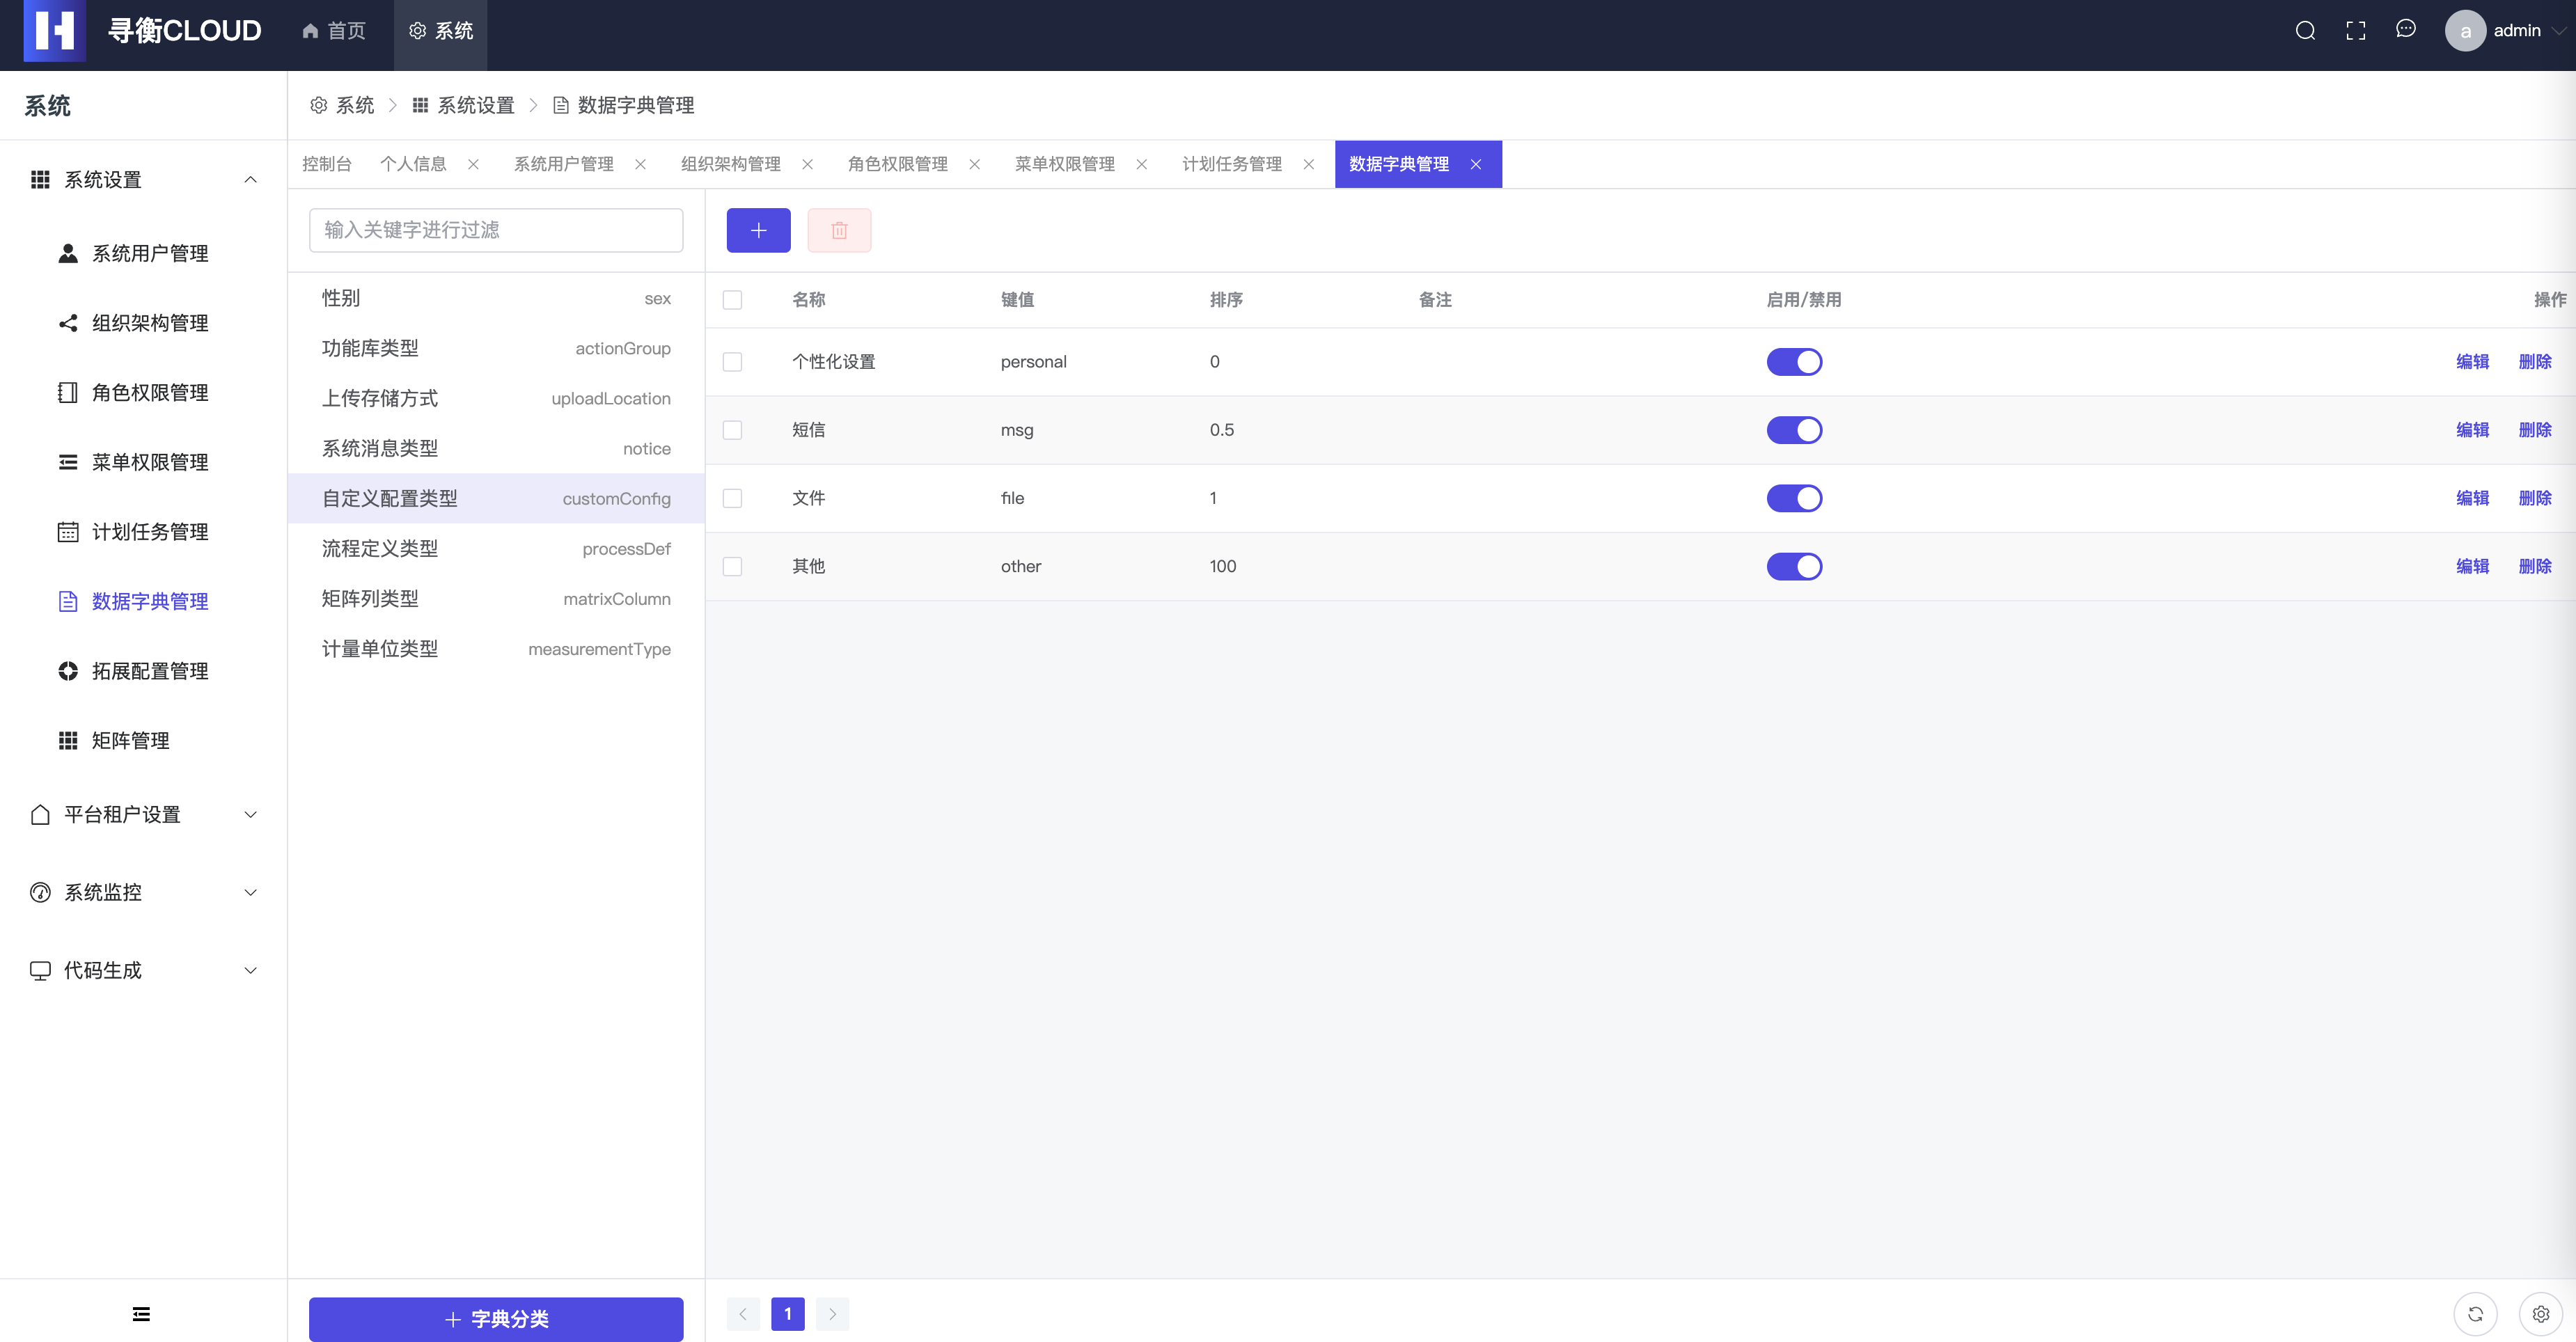 寻衡CLOUD 首页 系统 a admin
系统
系统 系统设置 数据字典管理
控制台 个人信息 系统用户管理 组织架构管理 角色权限管理 菜单权限管理 计划任务管理 数据字典管理
系统设置
系统用户管理
组织架构管理
角色权限管理
菜单权限管理
计划任务管理
数据字典管理
拓展配置管理
矩阵管理
平台租户设置
系统监控
代码生成
输入关键字进行过滤
性别 sex
功能库类型 actionGroup
上传存储方式 uploadLocation
系统消息类型 notice
自定义配置类型 customConfig
流程定义类型 processDef
矩阵列类型 matrixColumn
计量单位类型 measurementType
字典分类
名称 键值 排序 备注 启用/禁用 操作
个性化设置 personal 0 编辑 删除
短信 msg 0.5 编辑 删除
文件 file 1 编辑 删除
其他 other 100 编辑 删除
1